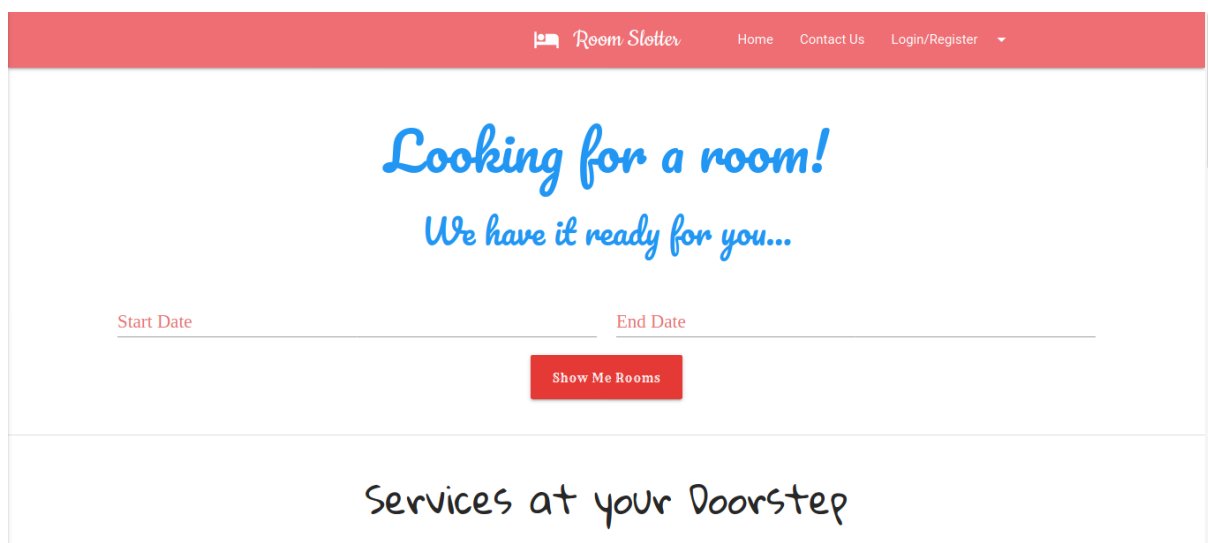 Room Slotter Home Contact Us Login/Register
Looking for a room!
We have it ready for you...
Start Date End Date
Show Me Rooms
Services at your Doorstep